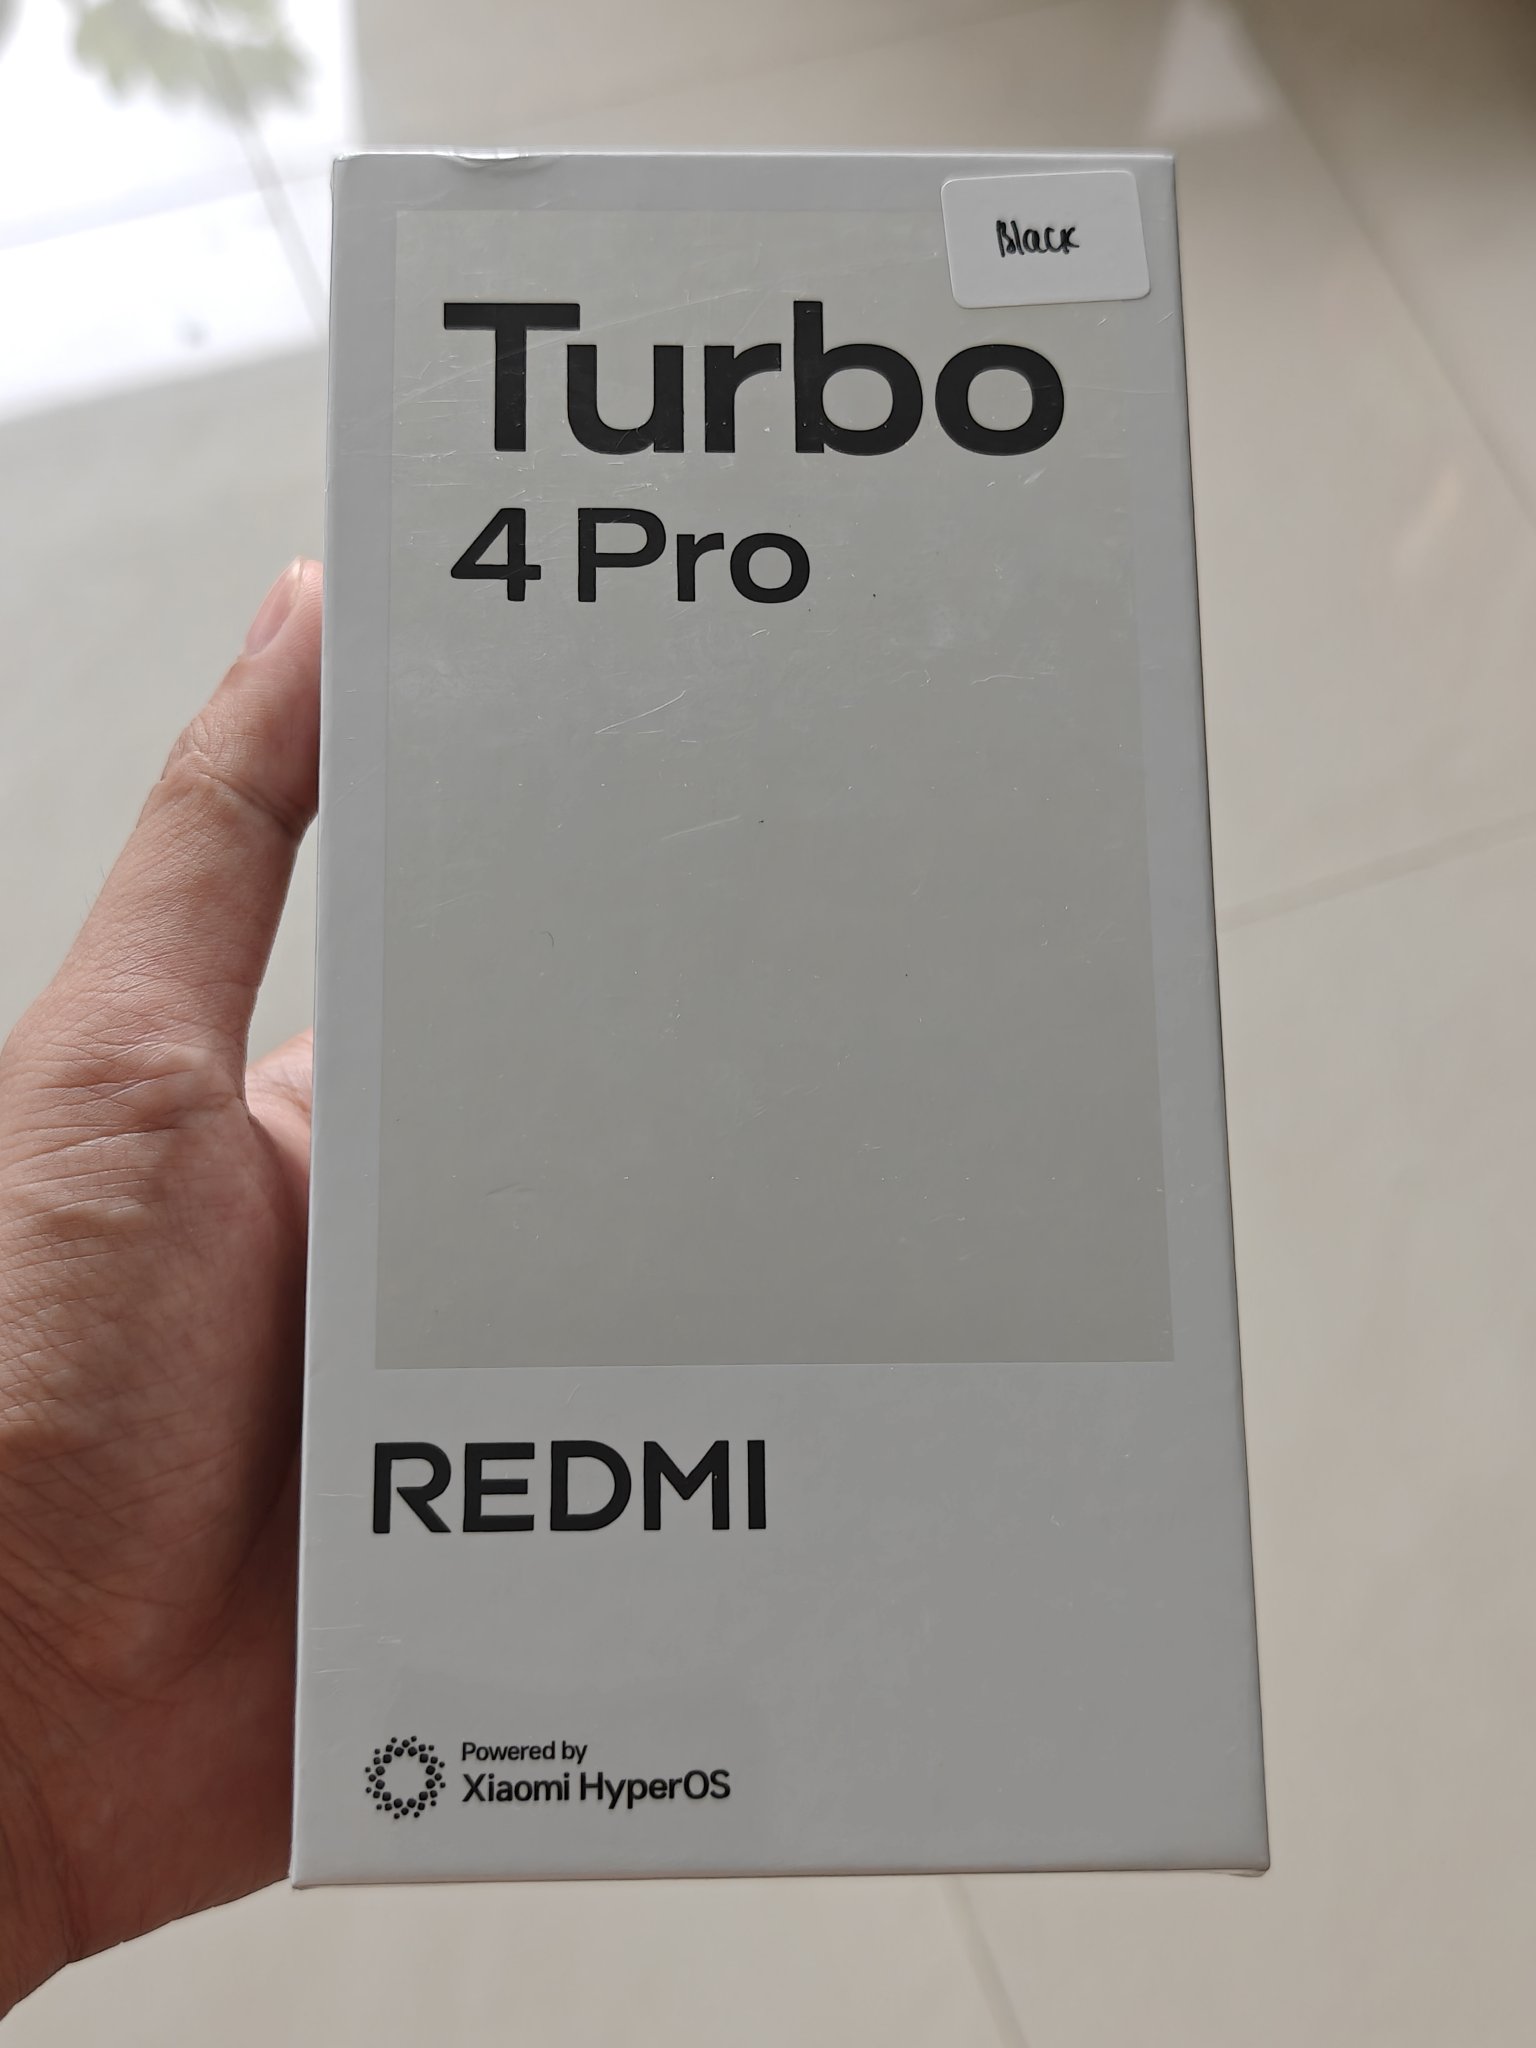 Black
Turbo
4 Pro
REDMI
Powered by
Xiaomi HyperOS